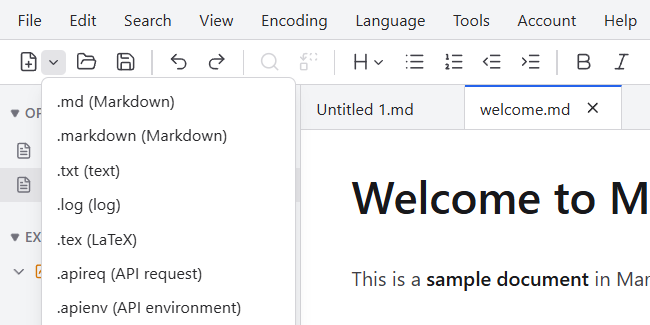 File Edit Search View Encoding Language Tools Account Help
H B I
OP
EX
.md (Markdown)
.markdown (Markdown)
.txt (text)
.log (log)
.tex (LaTeX)
.apireq (API request)
.apienv (API environment)
Untitled 1.md welcome.md
Welcome to M
This is a sample document in Mar